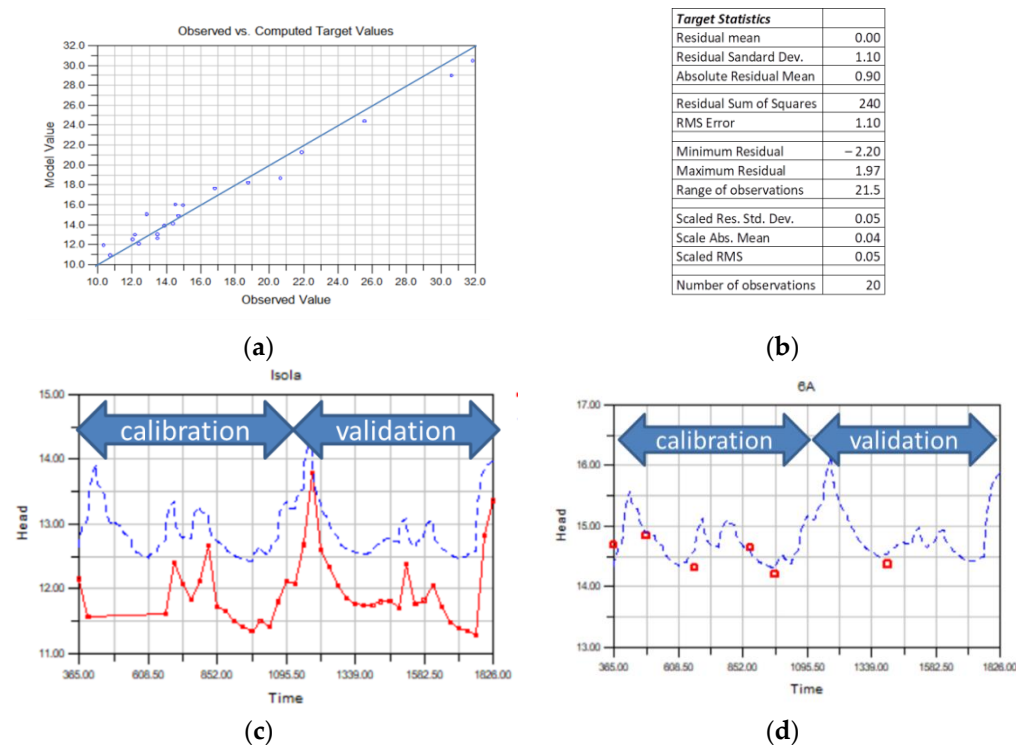 Observed vs. Computed Target Values
32.0
30.0
28.0
26.0
24.0
22.0
20.0
18.0
16.0
14.0
12.0
10.0
Model Value
10.0 12.0 14.0 16.0 18.0 20.0 22.0 24.0 26.0 28.0 30.0 32.0
Observed Value
(a)
Target Statistics
Residual mean 0.00
Residual Sandard Dev. 1.10
Absolute Residual Mean 0.90
Residual Sum of Squares 240
RMS Error 1.10
Minimum Residual – 2.20
Maximum Residual 1.97
Range of observations 21.5
Scaled Res. Std. Dev. 0.05
Scale Abs. Mean 0.04
Scaled RMS 0.05
Number of observations 20
(b)
Isola
15.00
14.00
13.00
12.00
11.00
Head
calibration validation
365.00 608.50 852.00 1095.50 1339.00 1582.50 1826.00
Time
(c)
6A
17.00
16.00
15.00
14.00
13.00
Head
calibration validation
365.00 608.50 852.00 1095.50 1339.00 1582.50 1826.00
Time
(d)